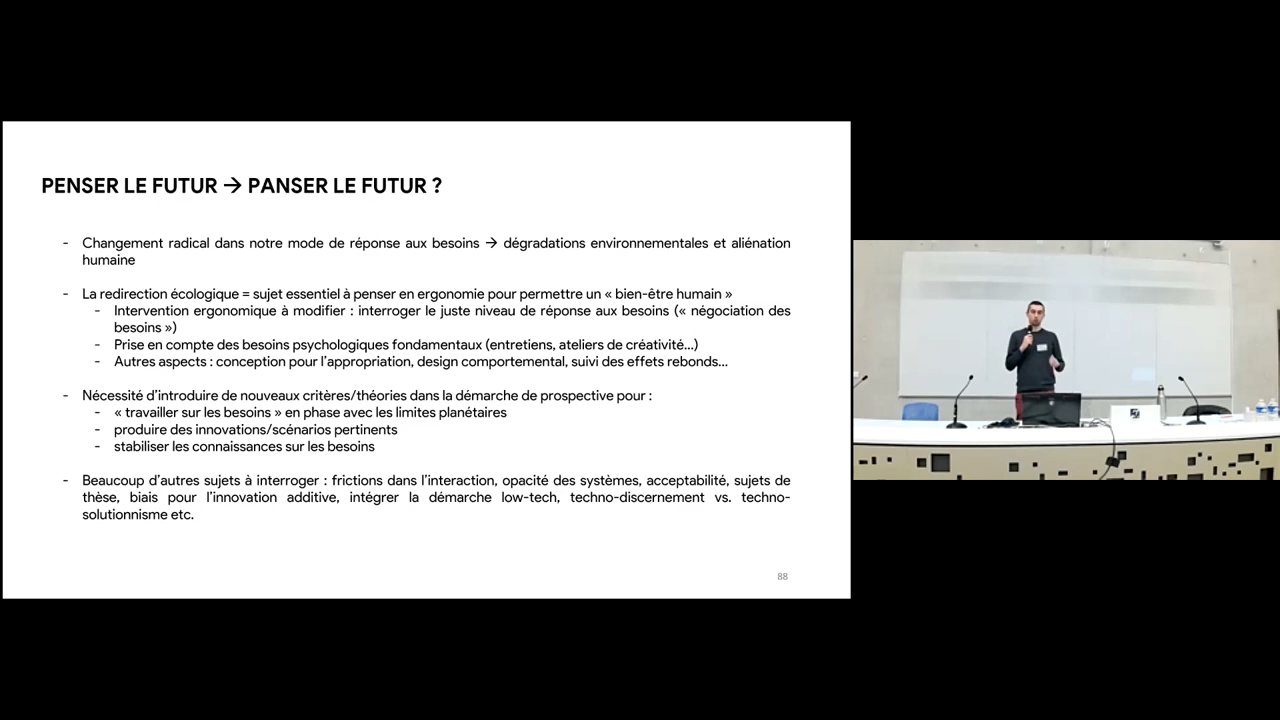 PENSER LE FUTUR → PANSER LE FUTUR ?
- Changement radical dans notre mode de réponse aux besoins → dégradations environnementales et aliénation
humaine
- La redirection écologique = sujet essentiel à penser en ergonomie pour permettre un « bien-être humain »
- Intervention ergonomique à modifier : interroger le juste niveau de réponse aux besoins (« négociation des
besoins »)
- Prise en compte des besoins psychologiques fondamentaux (entretiens, ateliers de créativité...)
- Autres aspects : conception pour l'appropriation, design comportemental, suivi des effets rebonds...
- Nécessité d'introduire de nouveaux critères/théories dans la démarche de prospective pour :
- « travailler sur les besoins » en phase avec les limites planétaires
- produire des innovations/scénarios pertinents
- stabiliser les connaissances sur les besoins
- Beaucoup d'autres sujets à interroger : frictions dans l'interaction, opacité des systèmes, acceptabilité, sujets de
thèse, biais pour l'innovation additive, intégrer la démarche low-tech, techno-discernement vs. techno-
solutionnisme etc.
88